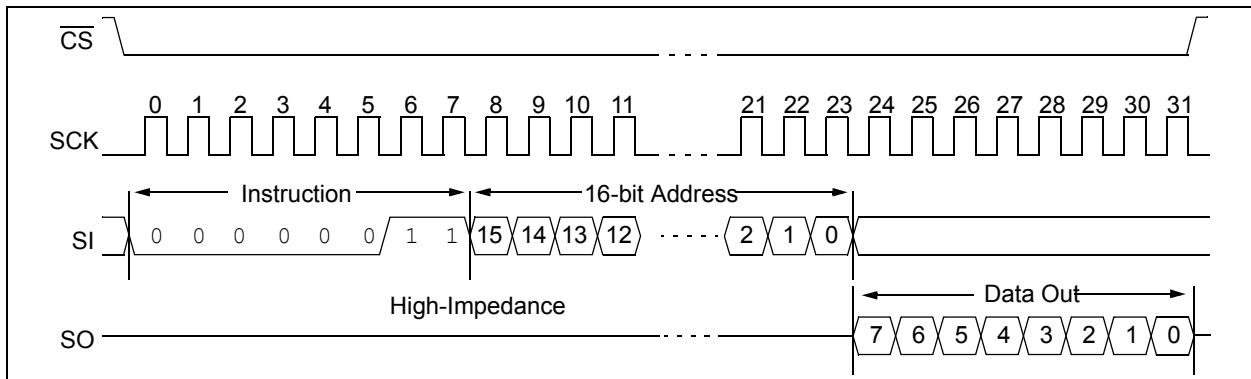 CS
0 1 2 3 4 5 6 7 8 9 10 11 21 22 23 24 25 26 27 28 29 30 31
SCK
Instruction 16-bit Address
SI 0 0 0 0 0 0 1 1 15 14 13 12 2 1 0
High-Impedance Data Out
SO 7 6 5 4 3 2 1 0